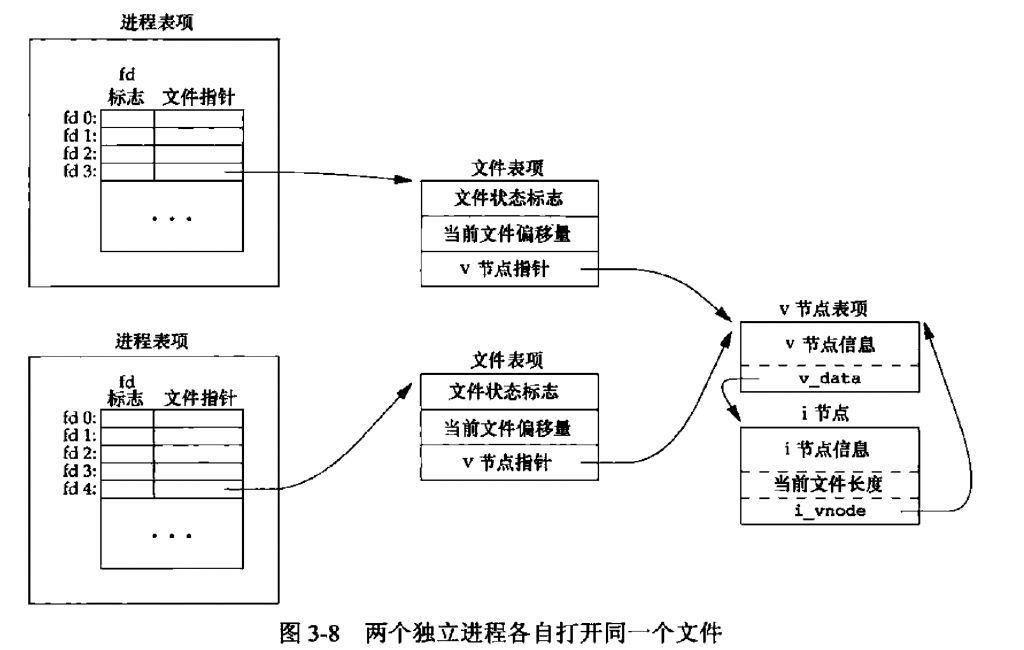 进程表项
fd
标志 文件指针
fd 0:
fd 1:
fd 2:
fd 3:
· · ·
文件表项
文件状态标志
当前文件偏移量
v 节点指针
进程表项
fd
标志 文件指针
fd 0:
fd 1:
fd 2:
fd 3:
fd 4:
· · ·
文件表项
文件状态标志
当前文件偏移量
v 节点指针
v 节点表项
v 节点信息
v_data
i 节点
i 节点信息
当前文件长度
i_vnode
图 3-8 两个独立进程各自打开同一个文件